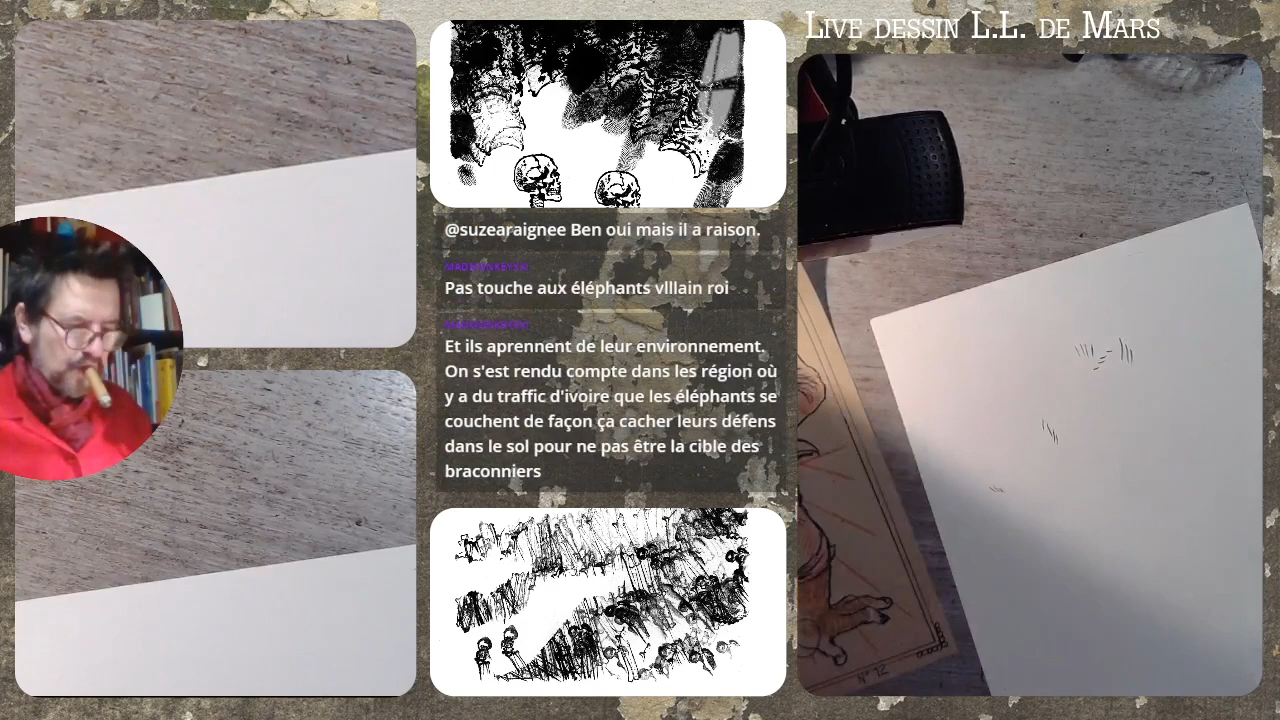 Live dessin L.L. de Mars
@suzearaignee Ben oui mais il a raison.
Pas touche aux éléphants vlllain roi
Et ils aprennent de leur environnement.
On s'est rendu compte dans les région où
y a du traffic d'ivoire que les éléphants se
couchent de façon ça cacher leurs défens
dans le sol pour ne pas être la cible des
braconniers
N° 12